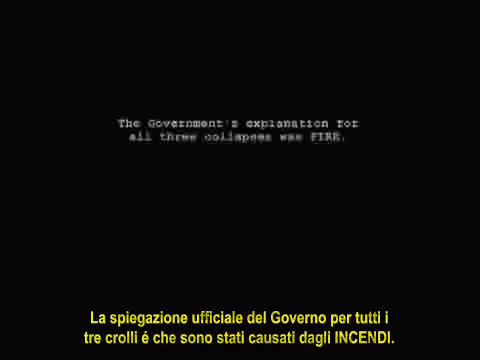 The Government's explanation for
all three collapses was FIRE.
La spiegazione ufficiale del Governo per tutti i
tre crolli é che sono stati causati dagli INCENDI.